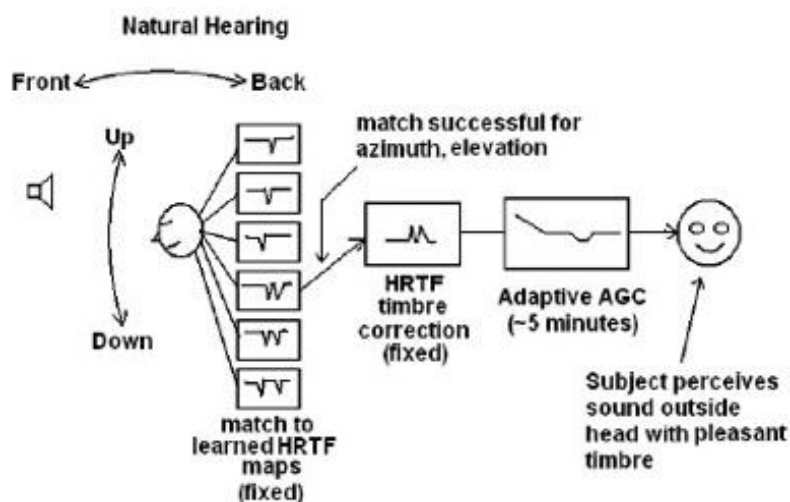 Natural Hearing
Front
Back
Up
Down
match to
learned HRTF
maps
(fixed)
match successful for
azimuth, elevation
HRTF
timbre
correction
(fixed)
Adaptive AGC
(~5 minutes)
Subject perceives
sound outside
head with pleasant
timbre